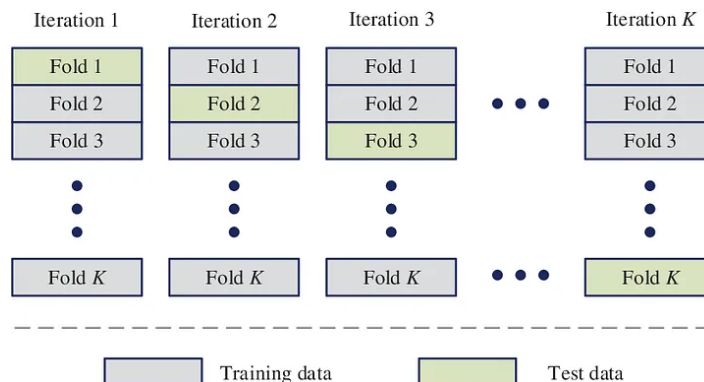 Iteration 1 Iteration 2 Iteration 3 Iteration K
Fold 1 Fold 1 Fold 1 Fold 1
Fold 2 Fold 2 Fold 2 Fold 2
Fold 3 Fold 3 Fold 3 Fold 3
Fold K Fold K Fold K Fold K
Training data Test data